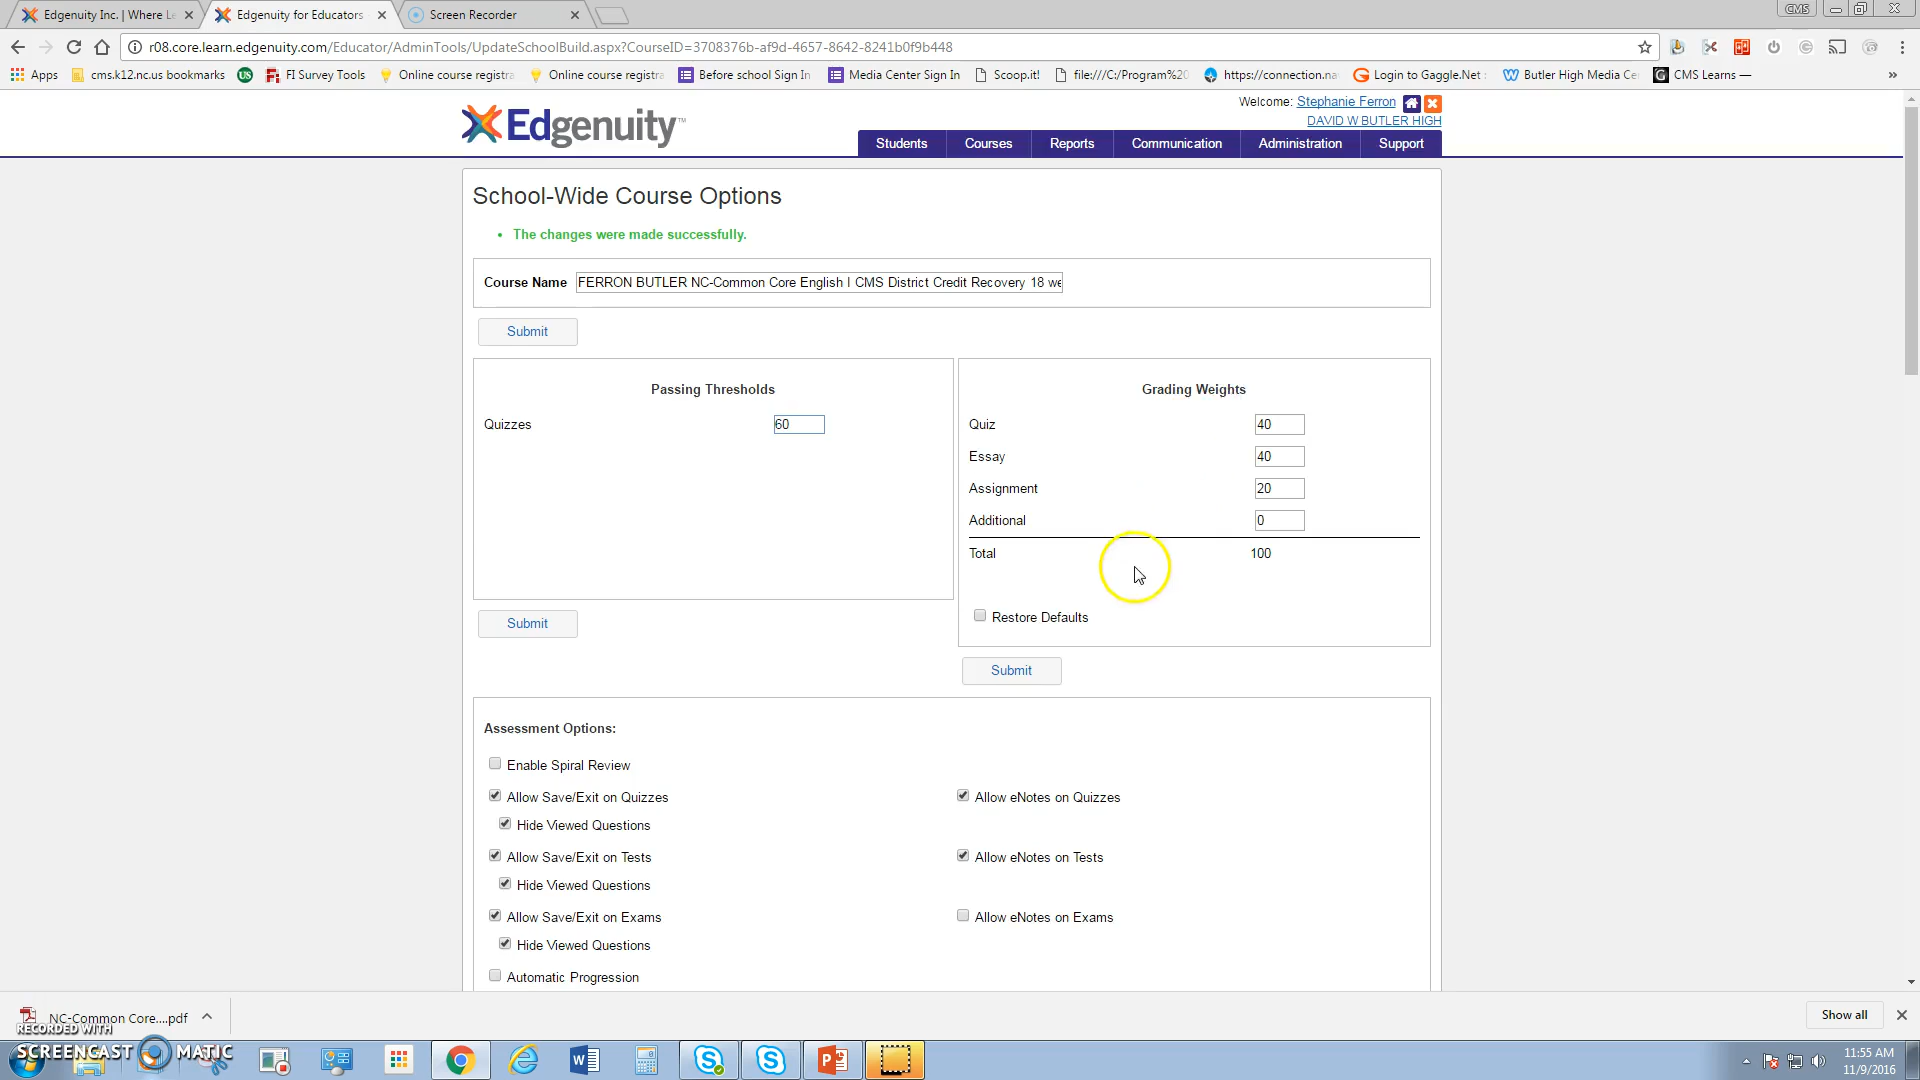 Edgenuity Inc. | Where Le
Edgenuity for Educators
Screen Recorder
CMS
r08.core.learn.edgenuity.com/Educator/AdminTools/UpdateSchoolBuild.aspx?CourseID=3708376b-af9d-4657-8642-8241b0f9b448
Apps
cms.k12.nc.us bookmarks
US
FI Survey Tools
Online course registra
Online course registra
Before school Sign In
Media Center Sign In
Scoop.it!
file:///C:/Program%20
https://connection.na
Login to Gaggle.Net :
Butler High Media Ce
CMS Learns —
Edgenuity™
Welcome: Stephanie Ferron
DAVID W BUTLER HIGH
Students Courses Reports Communication Administration Support
School-Wide Course Options
• The changes were made successfully.
Course Name FERRON BUTLER NC-Common Core English I CMS District Credit Recovery 18 we
Submit
Passing Thresholds
Quizzes 60
Submit
Grading Weights
Quiz 40
Essay 40
Assignment 20
Additional 0
Total 100
Restore Defaults
Submit
Assessment Options:
Enable Spiral Review
Allow Save/Exit on Quizzes
Allow eNotes on Quizzes
Hide Viewed Questions
Allow Save/Exit on Tests
Allow eNotes on Tests
Hide Viewed Questions
Allow Save/Exit on Exams
Allow eNotes on Exams
Hide Viewed Questions
Automatic Progression
NC-Common Core....pdf
Show all
RECORDED WITH
SCREENCAST MATIC
11:55 AM
11/9/2016